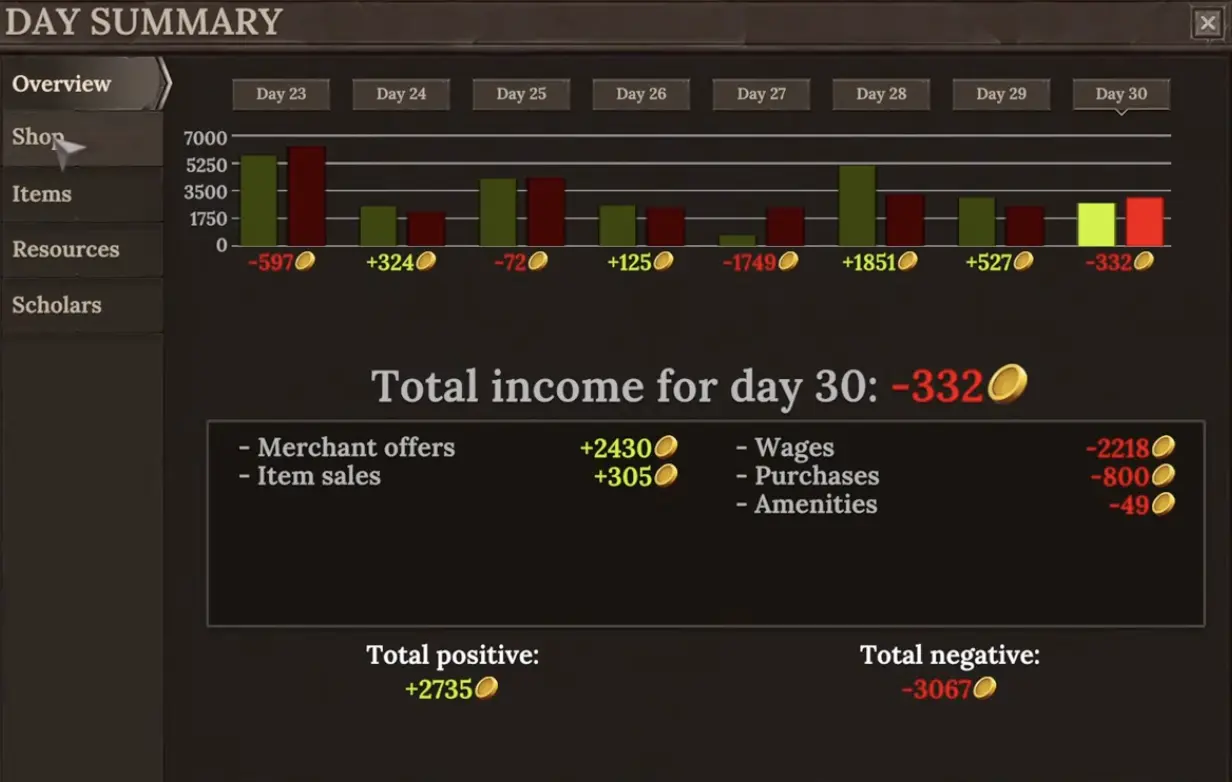 DAY SUMMARY
Overview
Shop
Items
Resources
Scholars
Day 23 Day 24 Day 25 Day 26 Day 27 Day 28 Day 29 Day 30
7000
5250
3500
1750
0
-597 +324 -72 +125 -1749 +1851 +527 -332
Total income for day 30: -332
- Merchant offers +2430 - Wages -2218
- Item sales +305 - Purchases -800
- Amenities -49
Total positive: Total negative:
+2735 -3067